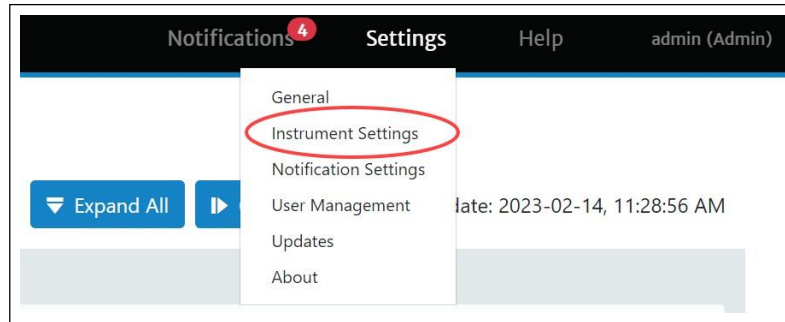 Notifications 4 Settings Help admin (Admin)
General
Instrument Settings
Notification Settings
Expand All User Management date: 2023-02-14, 11:28:56 AM
Updates
About